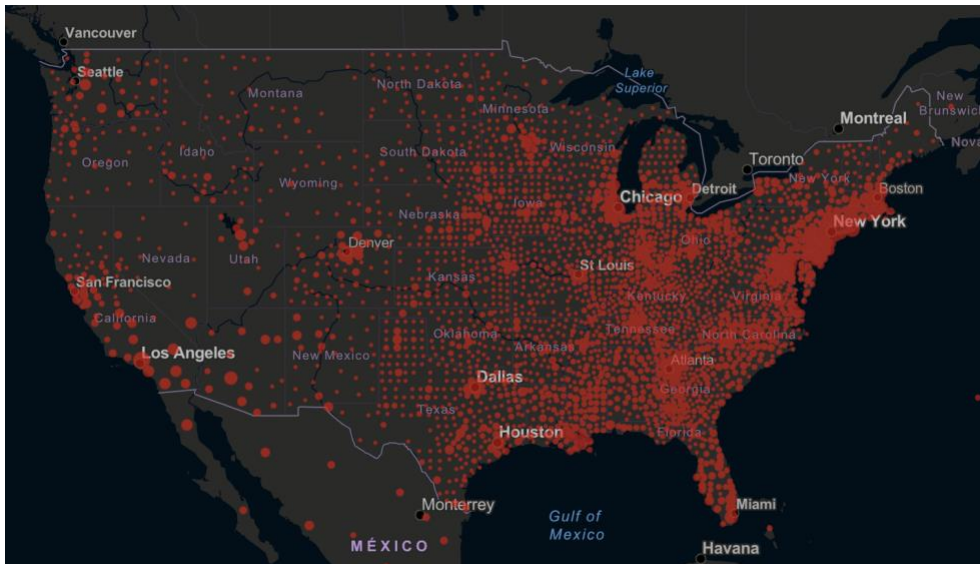 Vancouver
Seattle
Montana
North Dakota
Lake
Superior
Minnesota
New
Brunswick
Montreal
Nova
Toronto
Oregon
Idaho
South Dakota
Wisconsin
Wyoming
New York
Boston
Chicago
Detroit
Nebraska
Iowa
New York
Nevada
Utah
Denver
Ohio
San Francisco
Kansas
St Louis
Kentucky
Virginia
California
Los Angeles
New Mexico
Oklahoma
Arkansas
Tennessee
North Carolina
Atlanta
Dallas
Georgia
Texas
Houston
Florida
Monterrey
Miami
Gulf of
Mexico
MÉXICO
Havana